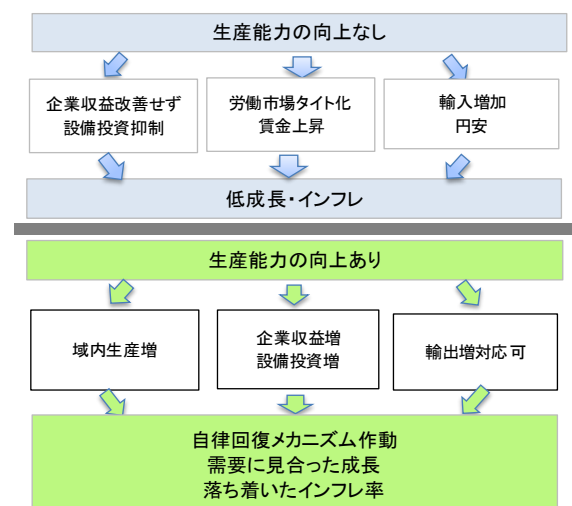 生産能力の向上なし
企業収益改善せず
設備投資抑制
労働市場タイト化
賃金上昇
輸入増加
円安
低成長・インフレ
生産能力の向上あり
域内生産増
企業収益増
設備投資増
輸出増対応可
自律回復メカニズム作動
需要に見合った成長
落ち着いたインフレ率